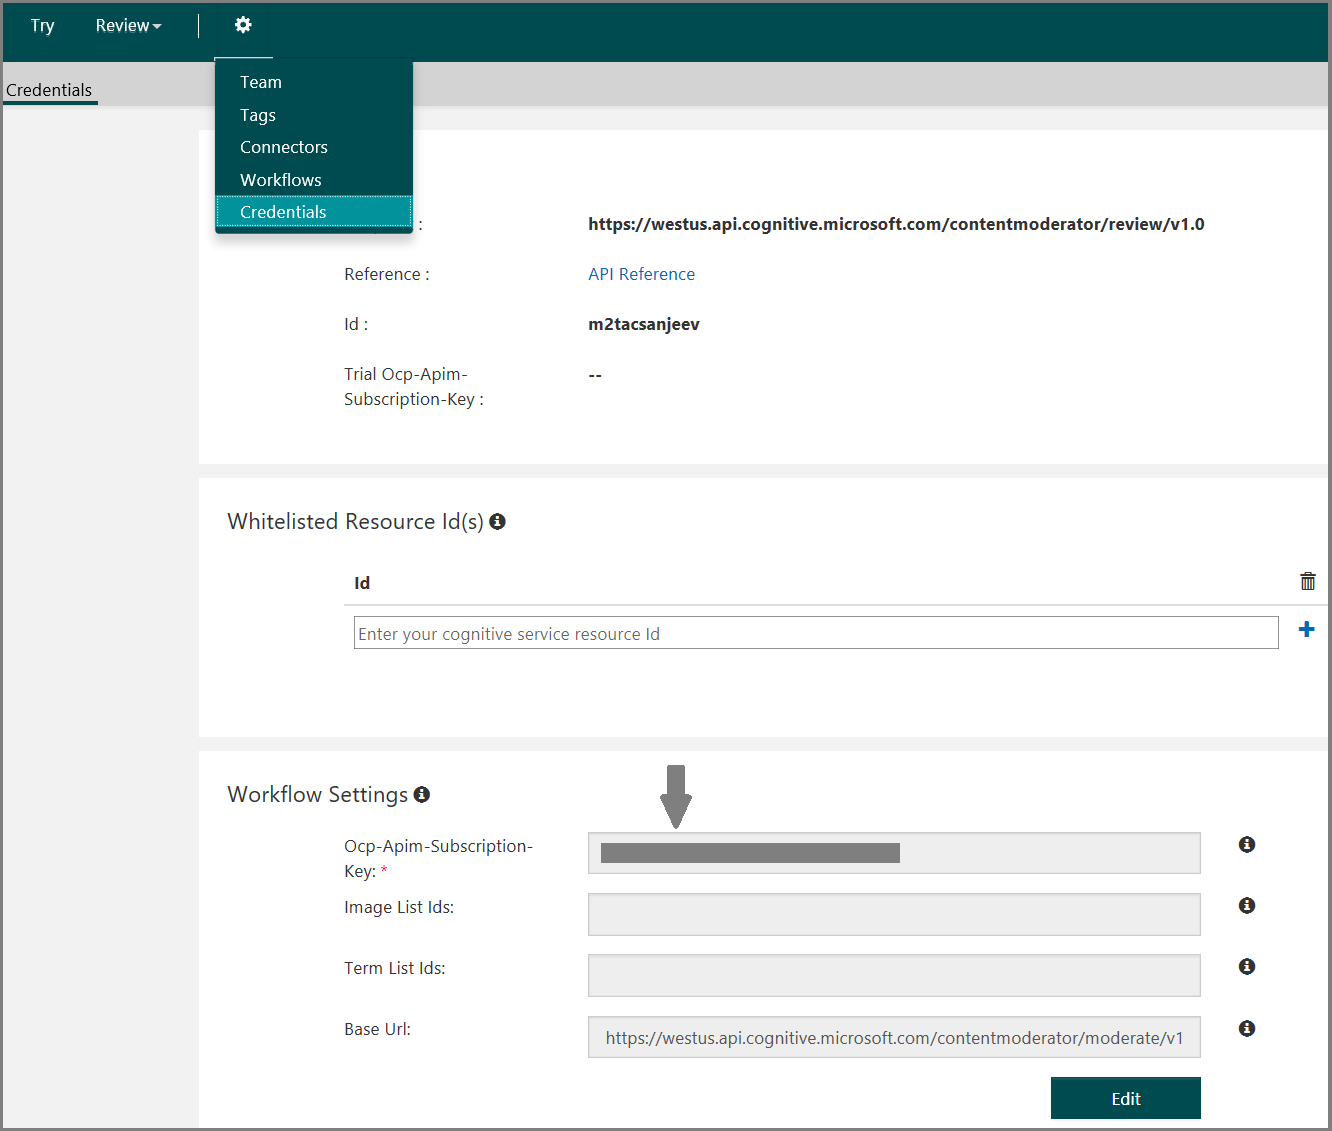 Try Review
Team
Tags
Connectors
Workflows
Credentials
Credentials
: https://westus.api.cognitive.microsoft.com/contentmoderator/review/v1.0
Reference : API Reference
Id : m2tacsanjeev
Trial Ocp-Apim- --
Subscription-Key :
Whitelisted Resource Id(s)
Id
Enter your cognitive service resource Id
Workflow Settings
Ocp-Apim-Subscription-
Key: *
Image List Ids:
Term List Ids:
Base Url: https://westus.api.cognitive.microsoft.com/contentmoderator/moderate/v1
Edit